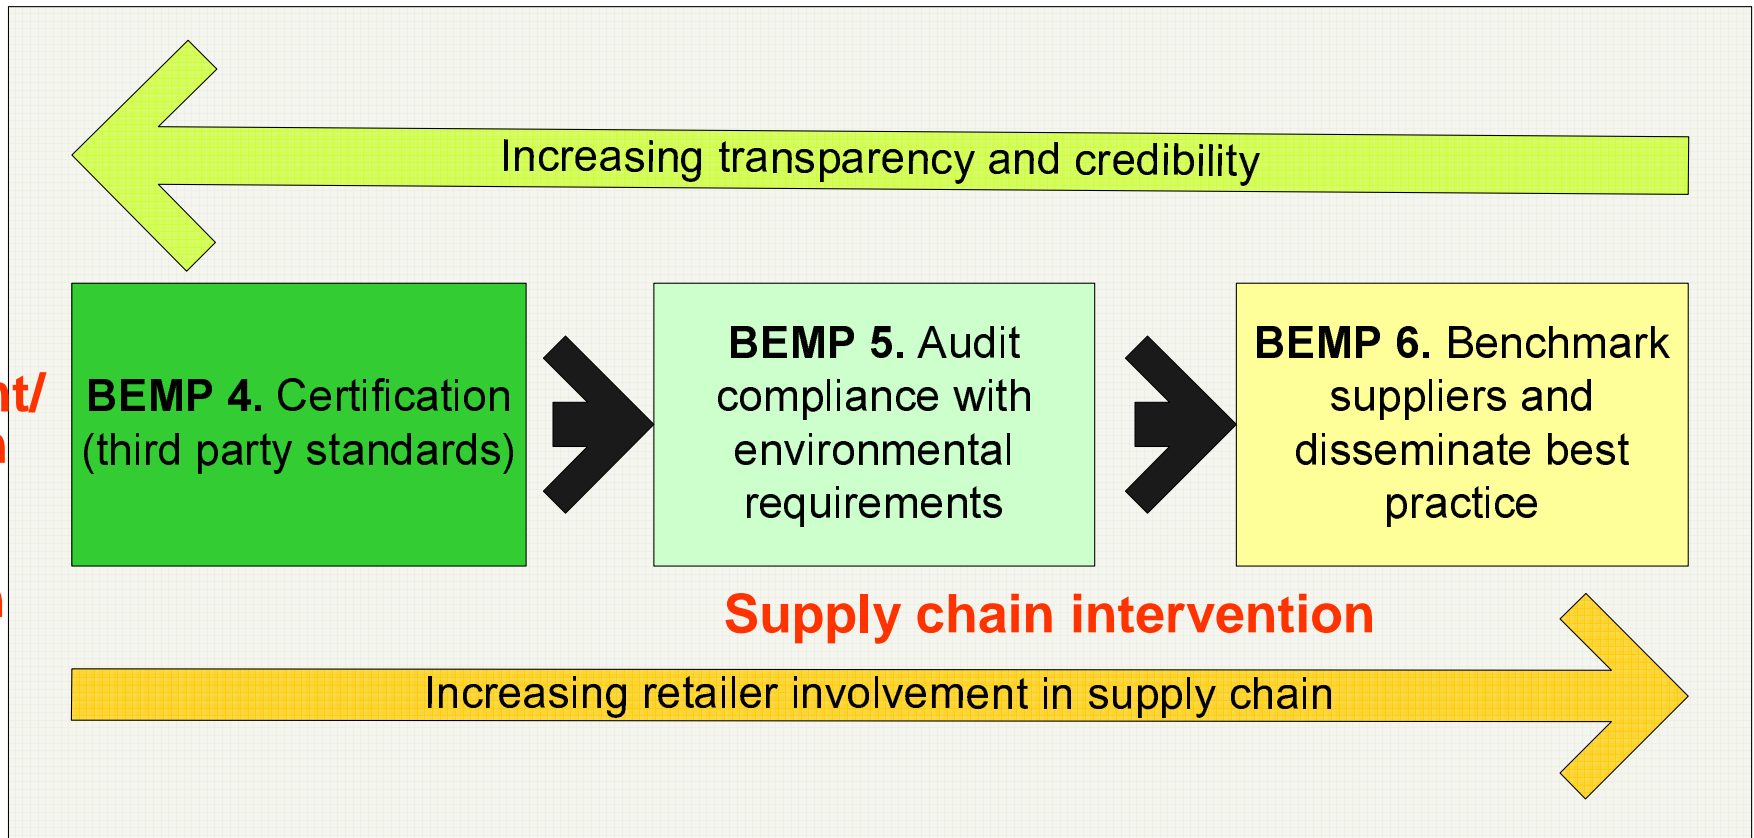 Increasing transparency and credibility
BEMP 4. Certification
(third party standards)
BEMP 5. Audit
compliance with
environmental
requirements
BEMP 6. Benchmark
suppliers and
disseminate best
practice
Supply chain intervention
Increasing retailer involvement in supply chain